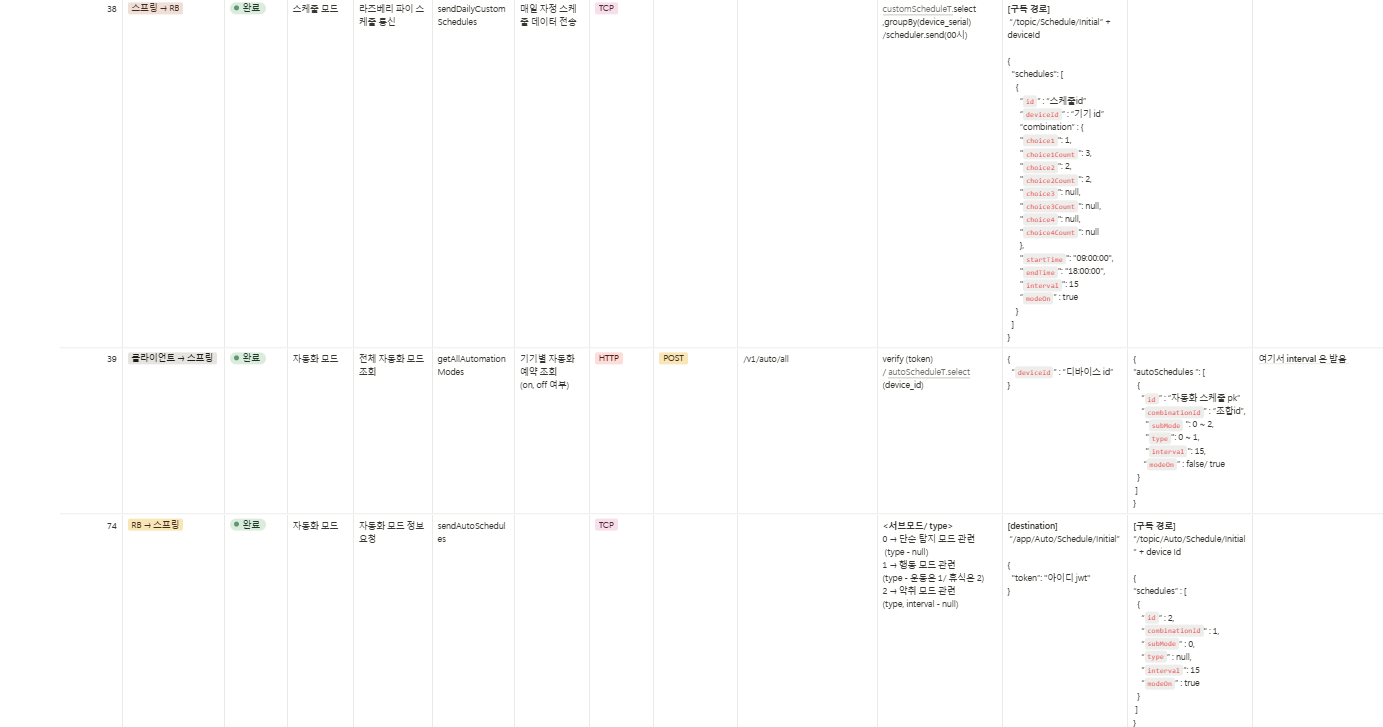 38
스프링 → RB
완료
스케줄 모드
라즈베리 파이 스
케줄 통신
sendDailyCustom
Schedules
매일 자정 스케
줄 데이터 전송
TCP
customScheduleT.select
,groupBy(device_serial)
/scheduler.send(00시)
[구독 경로]
"/topic/Schedule/Initial" +
deviceId
{
"schedules": [
{
"id" : "스케줄id"
"deviceId" : "기기 id"
"combination" : {
"choice1": 1,
"choice1Count": 3,
"choice2": 2,
"choice2Count": 2,
"choice3": null,
"choice3Count": null,
"choice4": null,
"choice4Count": null
},
"startTime": "09:00:00",
"endTime": "18:00:00",
"interval": 15
"modeOn" : true
}
]
}
39
클라이언트 → 스프링
완료
자동화 모드
전체 자동화 모드
조회
getAllAutomation
Modes
기기별 자동화
예약 조회
(on, off 여부)
HTTP
POST
/v1/auto/all
verify (token)
/ autoScheduleT.select
(device_id)
{
"deviceId" : "디바이스 id"
}
{
"autoSchedules ": [
{
"id" : "자동화 스케줄 pk"
"combinationId" : "조합id",
"subMode ": 0 ~ 2,
"type": 0 ~ 1,
"interval": 15,
"modeOn" : false/ true
}
]
}
여기서 interval 은 받음
74
RB → 스프링
완료
자동화 모드
자동화 모드 정보
요청
sendAutoSchedul
es
TCP
<서브모드/ type>
0 → 단순 탐지 모드 관련
(type - null)
1 → 행동 모드 관련
(type - 운동은 1/ 휴식은 2)
2 → 악취 모드 관련
(type, interval - null)
[destination]
"/app/Auto/Schedule/Initial"
{
"token": "아이디 jwt"
}
[구독 경로]
"/topic/Auto/Schedule/Initial
" + device Id
{
"schedules" : [
{
"id" : 2,
"combinationId" : 1,
"subMode" : 0,
"type" : null,
"interval": 15
"modeOn" : true
}
]
}